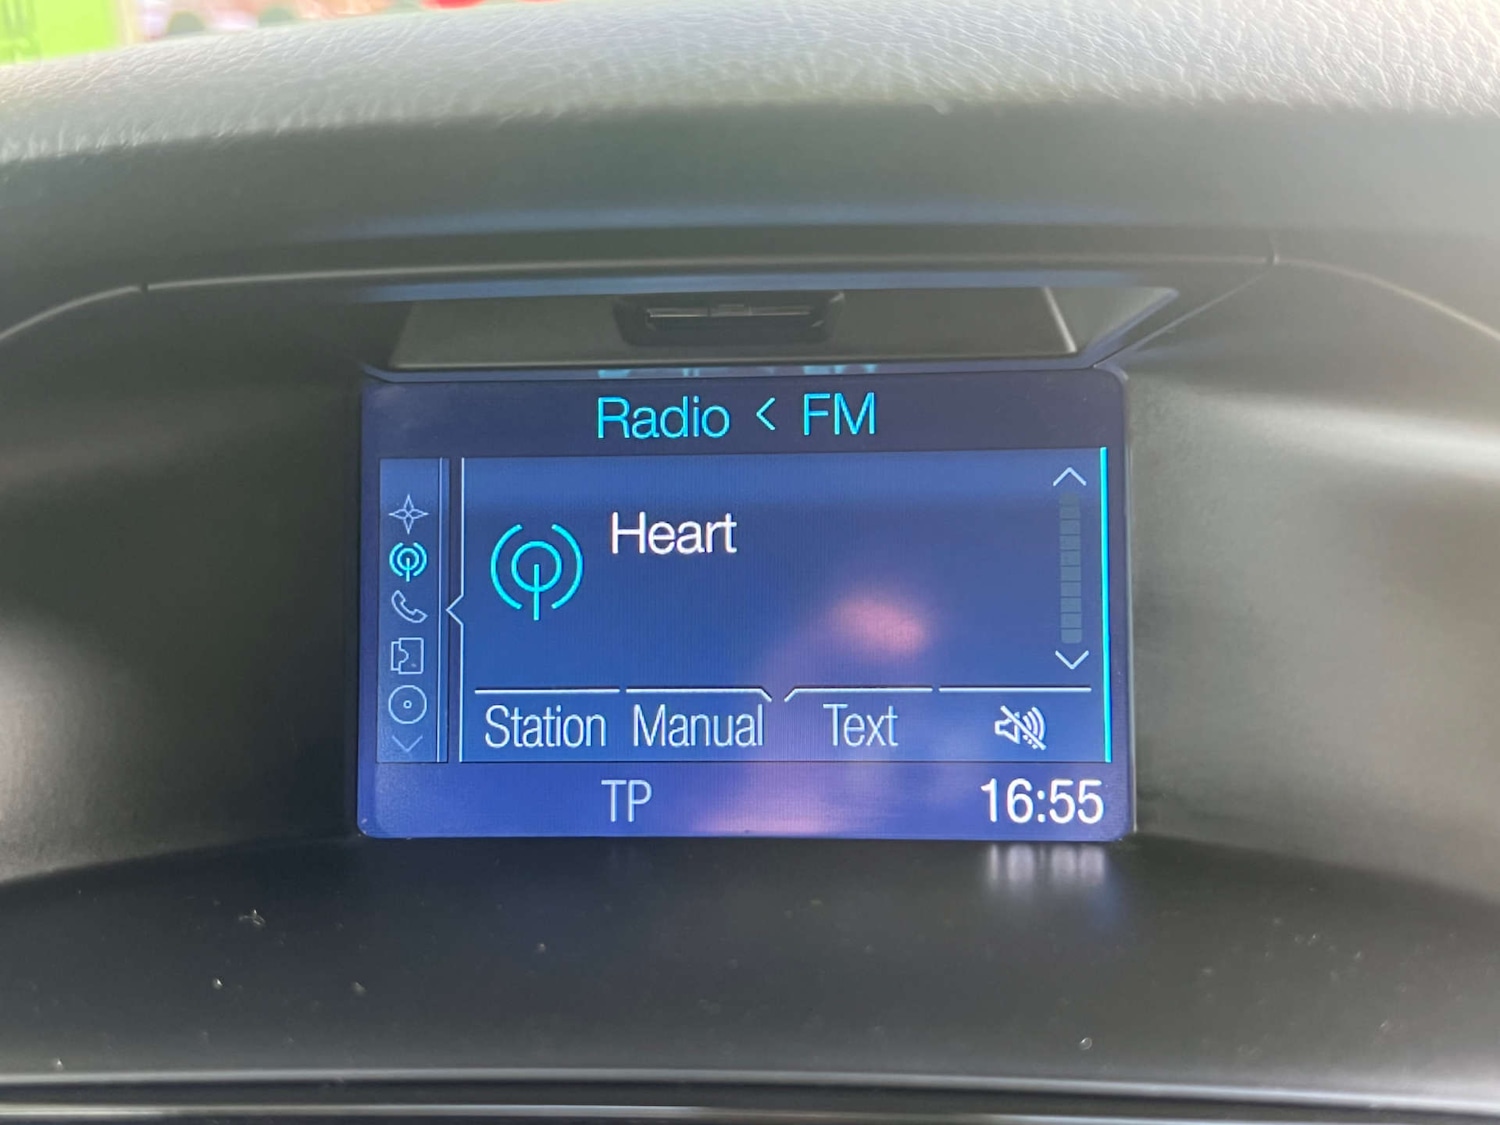 Radio < FM
Heart
Station Manual Text
TP 16:55